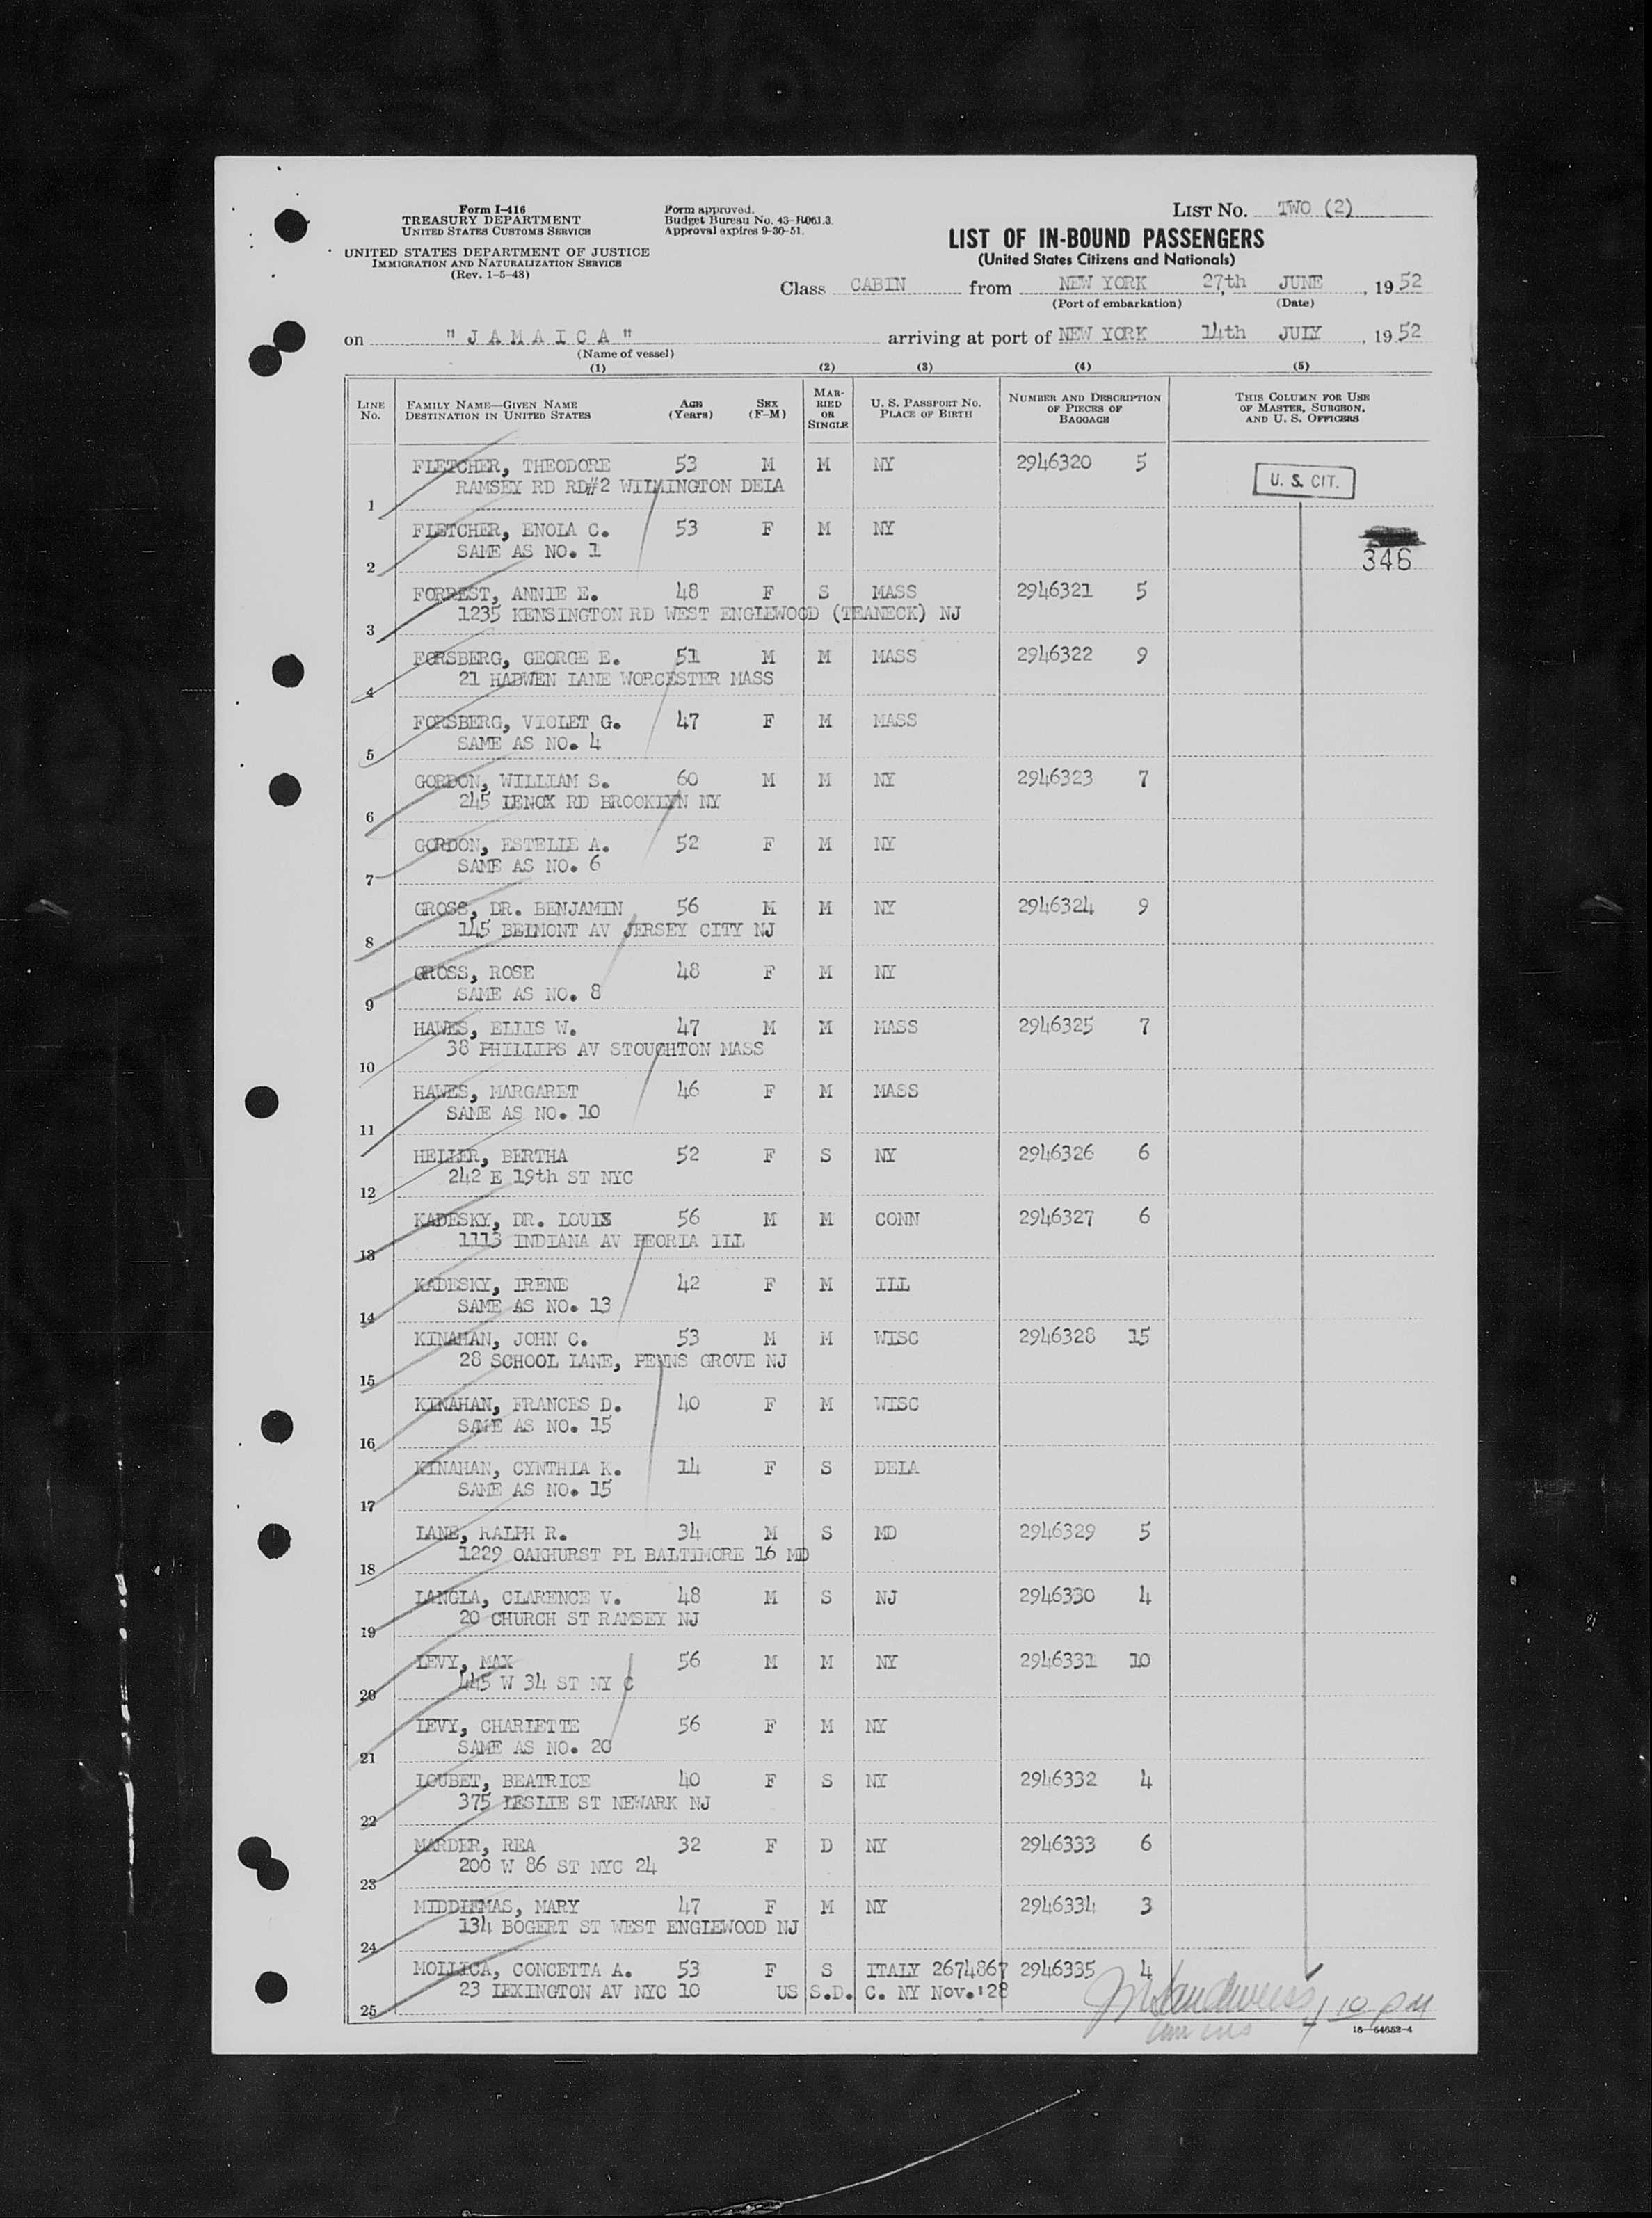 Form I-416
TREASURY DEPARTMENT
UNITED STATES CUSTOMS SERVICE
UNITED STATES DEPARTMENT OF JUSTICE
IMMIGRATION AND NATURALIZATION SERVICE
(Rev. 1-5-48)
Form approved.
Budget Bureau No. 43-R061.3.
Approval expires 9-30-51.
LIST NO. TWO (2)
LIST OF IN-BOUND PASSENGERS
(United States Citizens and Nationals)
Class CABIN from NEW YORK 27th JUNE, 1952
(Port of embarkation) (Date)
on "JAMAICA" arriving at port of NEW YORK 14th JULY, 1952
(Name of vessel)
(1) (2) (3) (4) (5)
LINE NO. FAMILY NAME—GIVEN NAME DESTINATION IN UNITED STATES AGE (Years) SEX (F-M) MARRIED OR SINGLE U. S. PASSPORT NO. PLACE OF BIRTH NUMBER AND DESCRIPTION OF PIECES OF BAGGAGE THIS COLUMN FOR USE OF MASTER, SURGEON, AND U. S. OFFICERS
FLETCHER, THEODORE 53 M M NY 2946320 5
U. S. CIT.
1 RAMSEY RD RD#2 WILMINGTON DELA
FLETCHER, ENOLA C. 53 F M NY
2 SAME AS NO. 1
346
FORREST, ANNIE E. 48 F S MASS 2946321 5
3 1235 KENSINGTON RD WEST ENGLEWOOD (TEANECK) NJ
FORSBERG, GEORGE E. 51 M M MASS 2946322 9
4 21 HADWEN LANE WORCESTER MASS
FORSBERG, VIOLET G. 47 F M MASS
5 SAME AS NO. 4
GORDON, WILLIAM S. 60 M M NY 2946323 7
6 245 LENOX RD BROOKLYN NY
GORDON, ESTELLE A. 52 F M NY
7 SAME AS NO. 6
GROSS, DR. BENJAMIN 56 M M NY 2946324 9
8 145 BELMONT AV JERSEY CITY NJ
GROSS, ROSE 48 F M NY
9 SAME AS NO. 8
HAWES, ELLIS W. 47 M M MASS 2946325 7
10 38 PHILLIPS AV STOUGHTON MASS
HAWES, MARGARET 46 F M MASS
11 SAME AS NO. 10
HELLER, BERTHA 52 F S NY 2946326 6
12 242 E 19th ST NYC
KADESKY, DR. LOUIS 56 M M CONN 2946327 6
13 1113 INDIANA AV PEORIA ILL
KADESKY, IRENE 42 F M ILL
14 SAME AS NO. 13
KINAHAN, JOHN C. 53 M M WISC 2946328 15
15 28 SCHOOL LANE, PENNS GROVE NJ
KINAHAN, FRANCES D. 40 F M WISC
16 SAME AS NO. 15
KINAHAN, CYNTHIA K. 14 F S DELA
17 SAME AS NO. 15
LANE, RALPH R. 34 M S MD 2946329 5
18 1229 OAKHURST PL BALTIMORE 16 MD
LANGLA, CLARENCE V. 48 M S NJ 2946330 4
19 20 CHURCH ST RAMSEY NJ
LEVY, MAX 56 M M NY 2946331 10
20 445 W 34 ST NY C
LEVY, CHARLETTE 56 F M NY
21 SAME AS NO. 20
LOUBET, BEATRICE 40 F S NY 2946332 4
22 375 LESLIE ST NEWARK NJ
MARDER, REA 32 F D NY 2946333 6
23 200 W 86 ST NYC 24
MIDDLEMAS, MARY 47 F M NY 2946334 3
24 134 BOGERT ST WEST ENGLEWOOD NJ
MOLLICA, CONCETTA A. 53 F S ITALY 2674867 2946335 4
25 23 LEXINGTON AV NYC 10 US S.D. C. NY Nov.'28
10 PM
16-64652-4